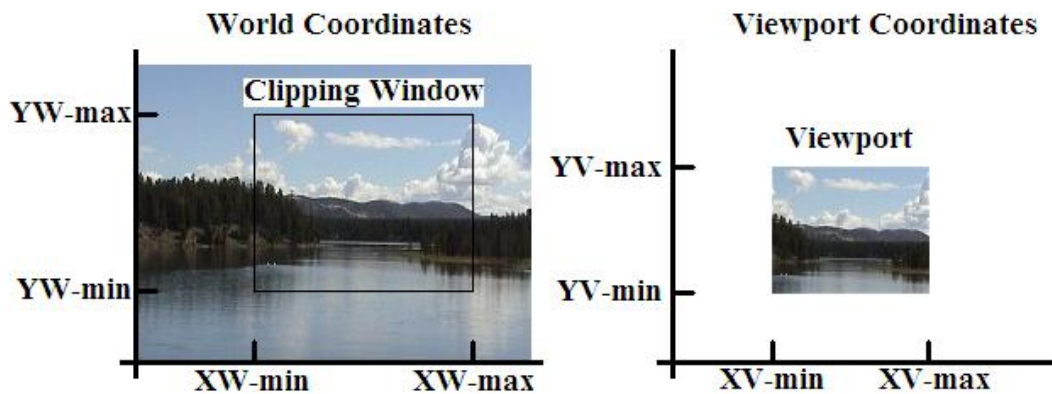 World Coordinates
Clipping Window
YW-max
YW-min
XW-min XW-max
Viewport Coordinates
Viewport
YV-max
YV-min
XV-min XV-max